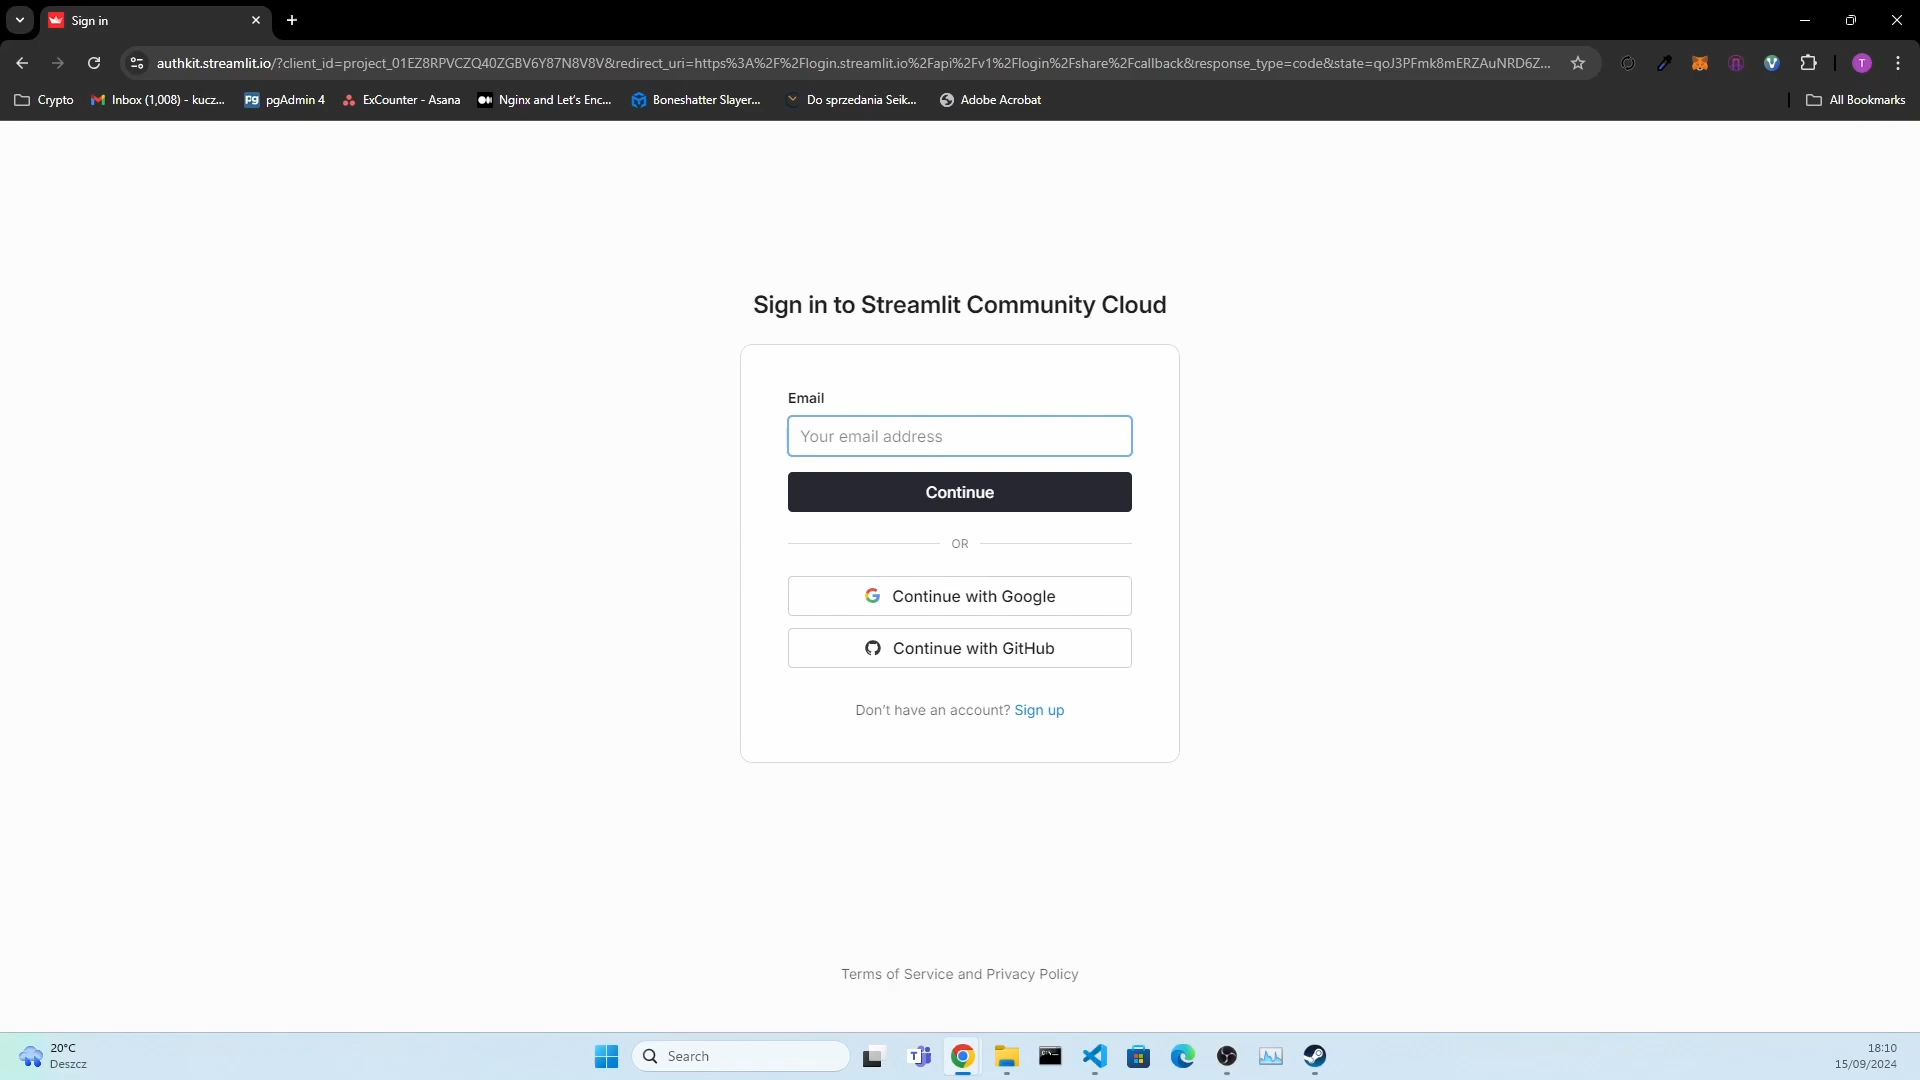 Sign in
authkit.streamlit.io/?client_id=project_01EZ8RPVCZQ40ZGBV6Y87N8V8V&redirect_uri=https%3A%2F%2Flogin.streamlit.io%2Fapi%2Fv1%2Flogin%2Fshare%2Fcallback&response_type=code&state=qoJ3PFmk8mERZAuNRD6Z...
T
Crypto
Inbox (1,008) - kucz...
pgAdmin 4
ExCounter - Asana
Nginx and Let's Enc...
Boneshatter Slayer...
Do sprzedania Seik...
Adobe Acrobat
All Bookmarks
Sign in to Streamlit Community Cloud
Email
Your email address
Continue
OR
Continue with Google
Continue with GitHub
Don't have an account? Sign up
Terms of Service and Privacy Policy
20°C
Deszcz
Search
18:10
15/09/2024